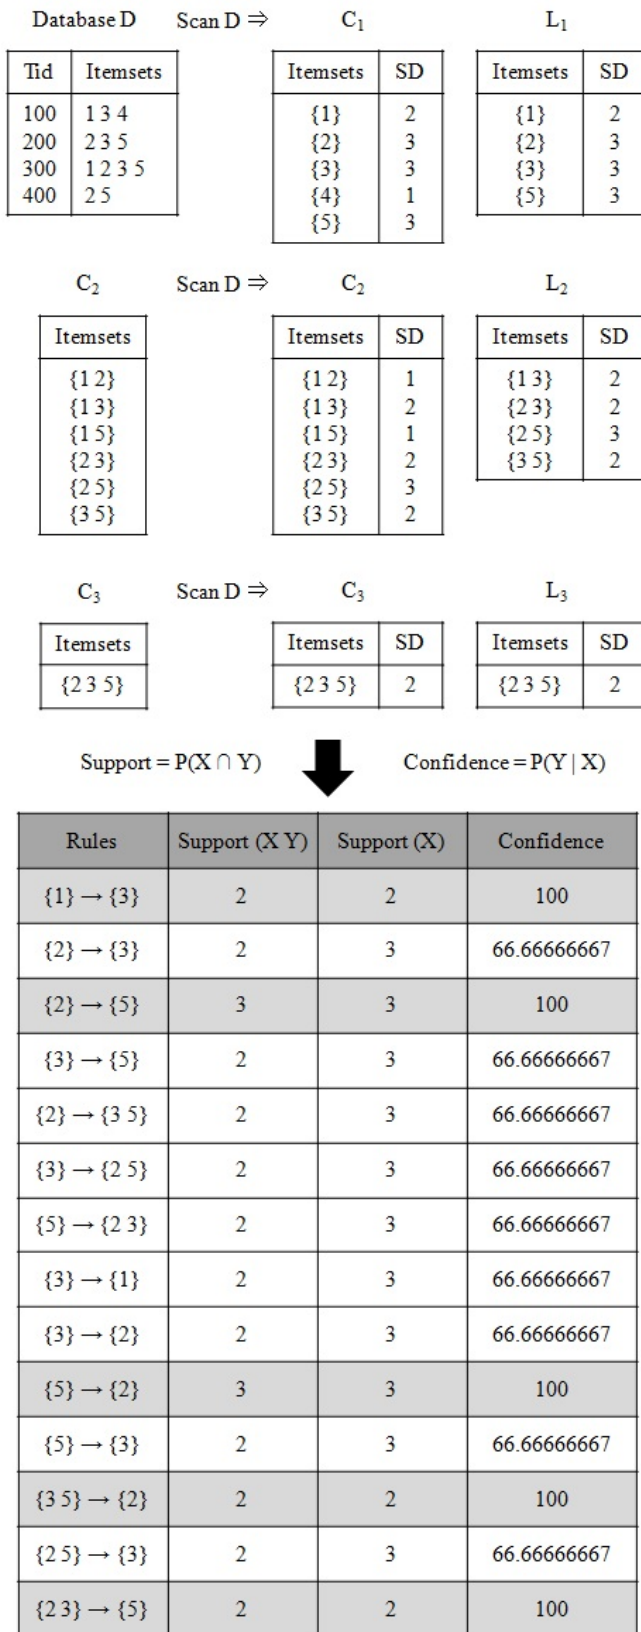 Database D Scan D ⇒ C₁ L₁
Tid Itemsets Itemsets SD Itemsets SD
100 1 3 4 {1} 2 {1} 2
200 2 3 5 {2} 3 {2} 3
300 1 2 3 5 {3} 3 {3} 3
400 2 5 {4} 1 {5} 3
{5} 3
C₂ Scan D ⇒ C₂ L₂
Itemsets Itemsets SD Itemsets SD
{1 2} {1 2} 1 {1 3} 2
{1 3} {1 3} 2 {2 3} 2
{1 5} {1 5} 1 {2 5} 3
{2 3} {2 3} 2 {3 5} 2
{2 5} {2 5} 3
{3 5} {3 5} 2
C₃ Scan D ⇒ C₃ L₃
Itemsets Itemsets SD Itemsets SD
{2 3 5} {2 3 5} 2 {2 3 5} 2
Support = P(X ∩ Y) Confidence = P(Y | X)
Rules Support (X Y) Support (X) Confidence
{1} → {3} 2 2 100
{2} → {3} 2 3 66.66666667
{2} → {5} 3 3 100
{3} → {5} 2 3 66.66666667
{2} → {3 5} 2 3 66.66666667
{3} → {2 5} 2 3 66.66666667
{5} → {2 3} 2 3 66.66666667
{3} → {1} 2 3 66.66666667
{3} → {2} 2 3 66.66666667
{5} → {2} 3 3 100
{5} → {3} 2 3 66.66666667
{3 5} → {2} 2 2 100
{2 5} → {3} 2 3 66.66666667
{2 3} → {5} 2 2 100